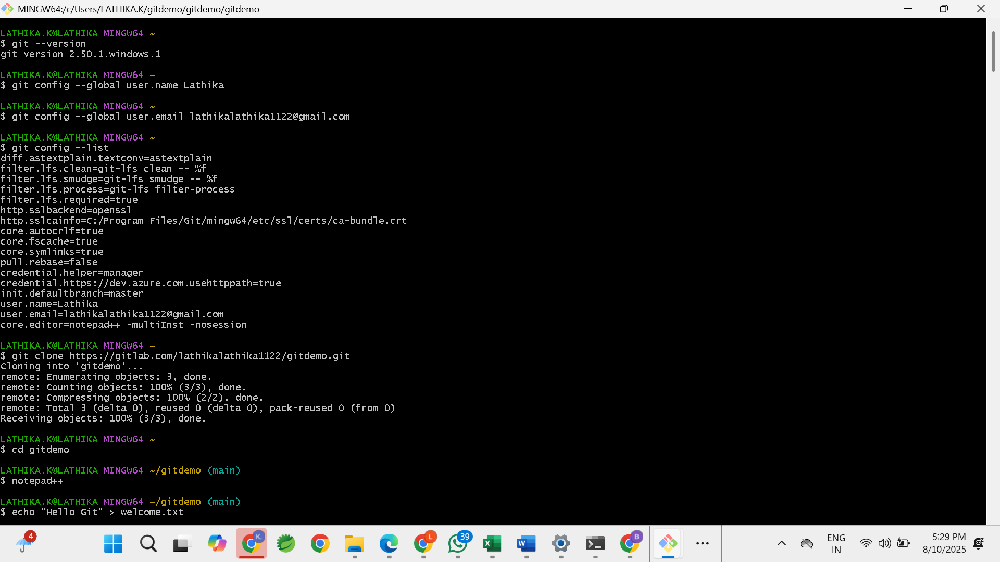 MINGW64:/c/Users/LATHIKA.K/gitdemo/gitdemo/gitdemo
LATHIKA.K@LATHIKA MINGW64 ~
$ git --version
git version 2.50.1.windows.1
LATHIKA.K@LATHIKA MINGW64 ~
$ git config --global user.name Lathika
LATHIKA.K@LATHIKA MINGW64 ~
$ git config --global user.email lathikalathika1122@gmail.com
LATHIKA.K@LATHIKA MINGW64 ~
$ git config --list
diff.astextplain.textconv=astextplain
filter.lfs.clean=git-lfs clean -- %f
filter.lfs.smudge=git-lfs smudge -- %f
filter.lfs.process=git-lfs filter-process
filter.lfs.required=true
http.sslbackend=openssl
http.sslcainfo=C:/Program Files/Git/mingw64/etc/ssl/certs/ca-bundle.crt
core.autocrlf=true
core.fscache=true
core.symlinks=true
pull.rebase=false
credential.helper=manager
credential.https://dev.azure.com.usehttppath=true
init.defaultbranch=master
user.name=Lathika
user.email=lathikalathika1122@gmail.com
core.editor=notepad++ -multiInst -nosession
LATHIKA.K@LATHIKA MINGW64 ~
$ git clone https://gitlab.com/lathikalathika1122/gitdemo.git
Cloning into 'gitdemo'...
remote: Enumerating objects: 3, done.
remote: Counting objects: 100% (3/3), done.
remote: Compressing objects: 100% (2/2), done.
remote: Total 3 (delta 0), reused 0 (delta 0), pack-reused 0 (from 0)
Receiving objects: 100% (3/3), done.
LATHIKA.K@LATHIKA MINGW64 ~
$ cd gitdemo
LATHIKA.K@LATHIKA MINGW64 ~/gitdemo (main)
$ notepad++
LATHIKA.K@LATHIKA MINGW64 ~/gitdemo (main)
$ echo "Hello Git" > welcome.txt
4
K
L
39
X
W
B
ENG
IN
5:29 PM
8/10/2025